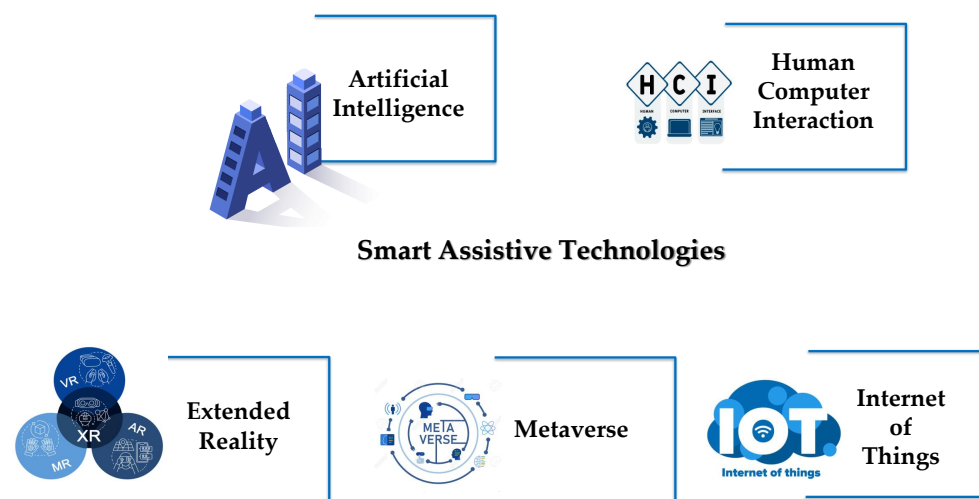 AI
Artificial
Intelligence
H C I
HUMAN COMPUTER INTERFACE
Human
Computer
Interaction
Smart Assistive Technologies
VR
XR
AR
MR
Extended
Reality
META
VERSE
Metaverse
IOT
Internet of things
Internet
of
Things